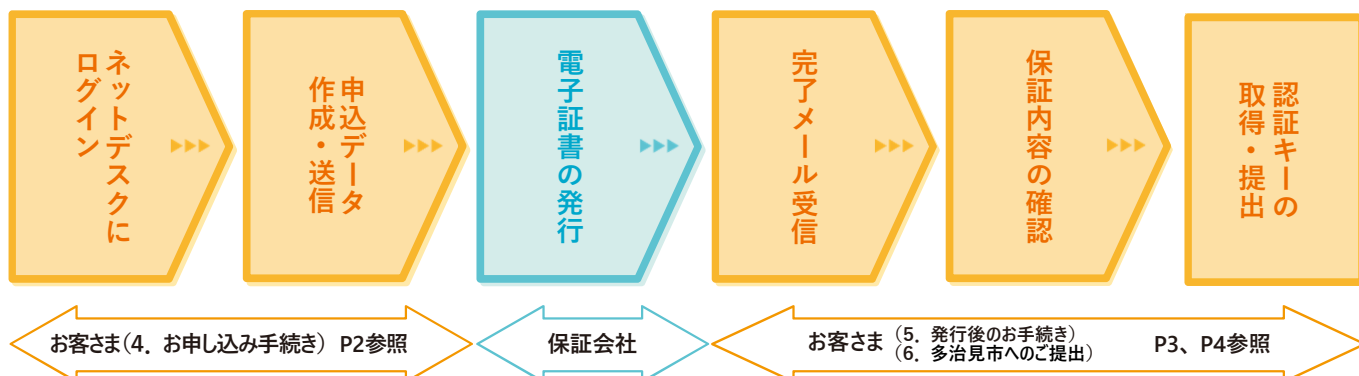 ネットデスクに
ログイン
申込データ
作成・送信
電子証書の発行
完了メール受信
保証内容の確認
認証キーの
取得・提出
お客さま（4．お申し込み手続き） P2参照
保証会社
お客さま （5．発行後のお手続き）
（6．多治見市へのご提出） P3、P4参照